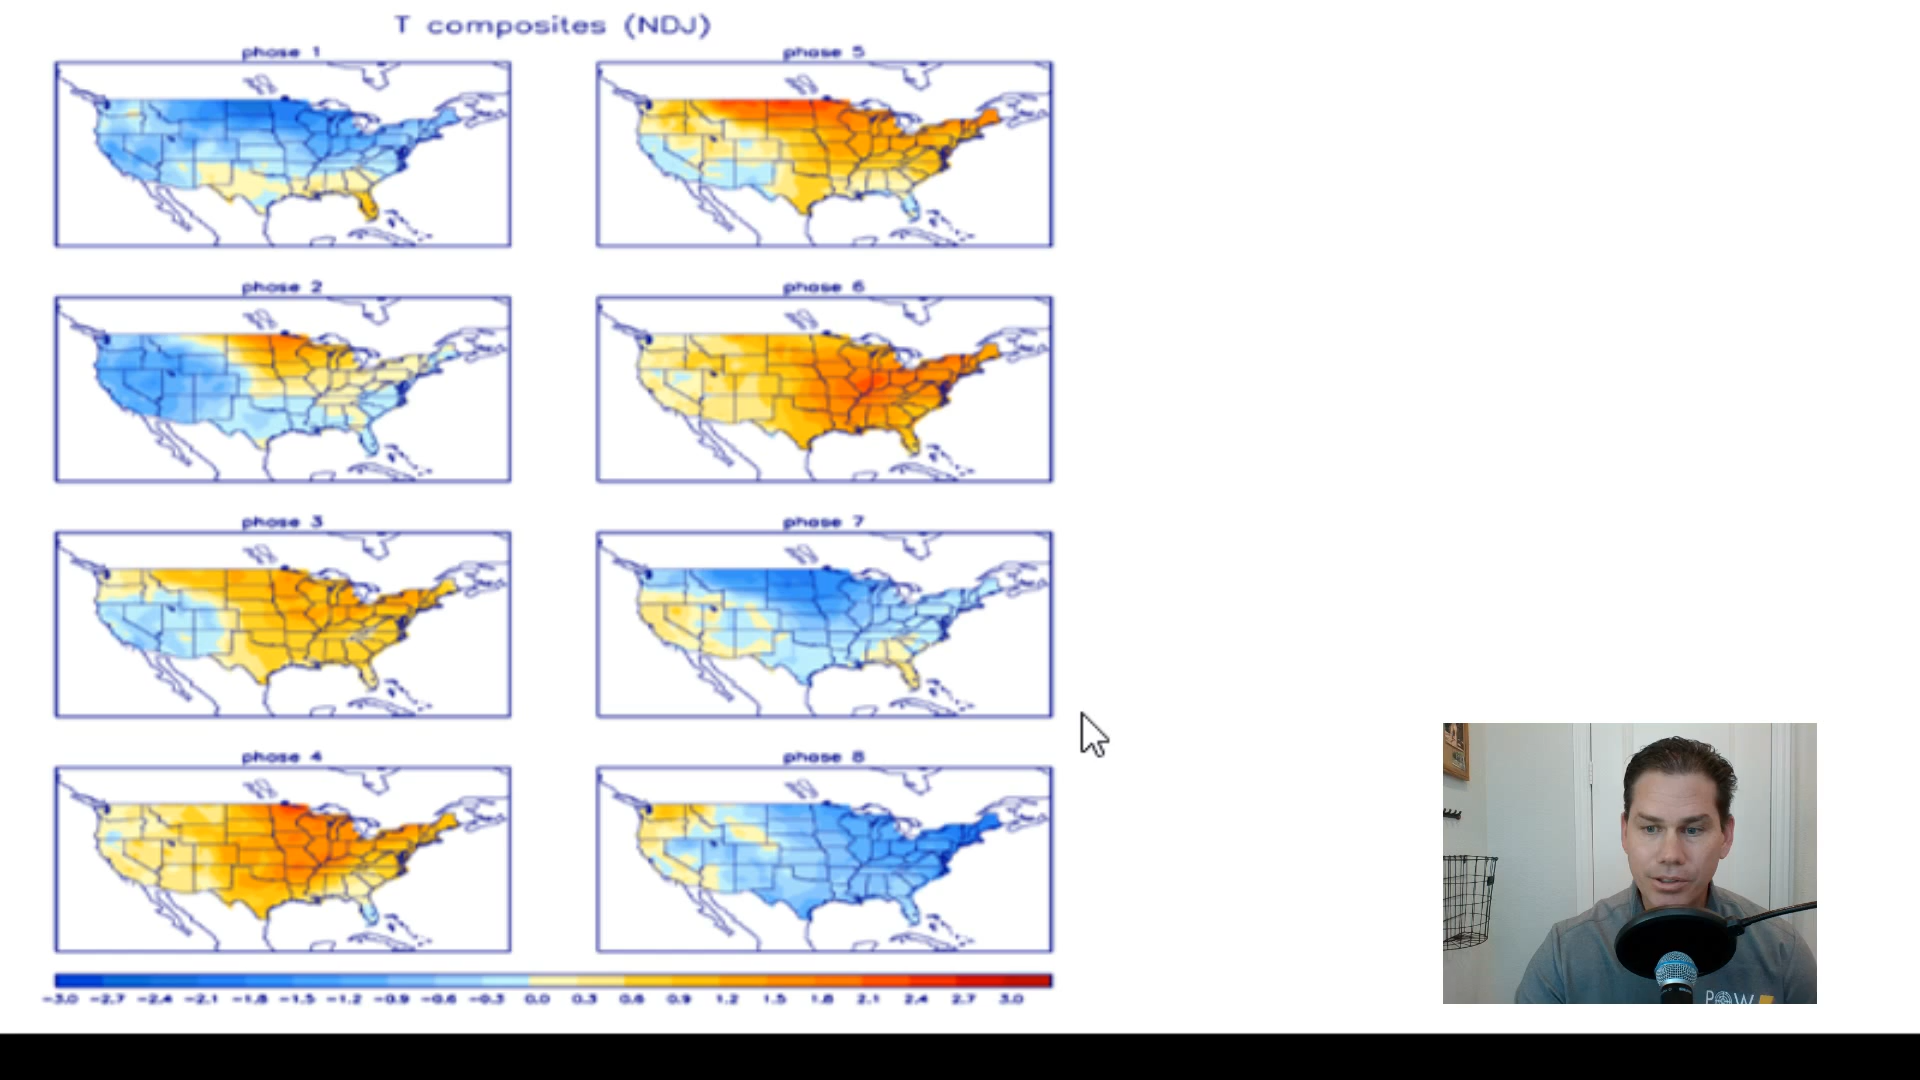 T composites (NDJ)
phase 1
phase 5
phase 2
phase 6
phase 3
phase 7
phase 4
phase 8
-3.0 -2.7 -2.4 -2.1 -1.8 -1.5 -1.2 -0.9 -0.6 -0.3 0.0 0.3 0.6 0.9 1.2 1.5 1.8 2.1 2.4 2.7 3.0
POW